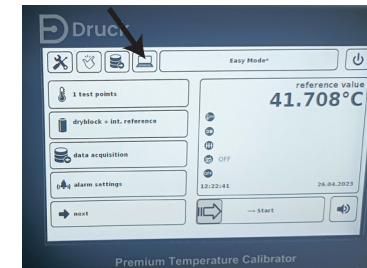 Druck
Easy Mode*
1 test points
reference value
41.708°C
dryblock + int. reference
data acquisition
OFF
alarm settings
12:22:41
26.04.2023
next
→ Start
Premium Temperature Calibrator